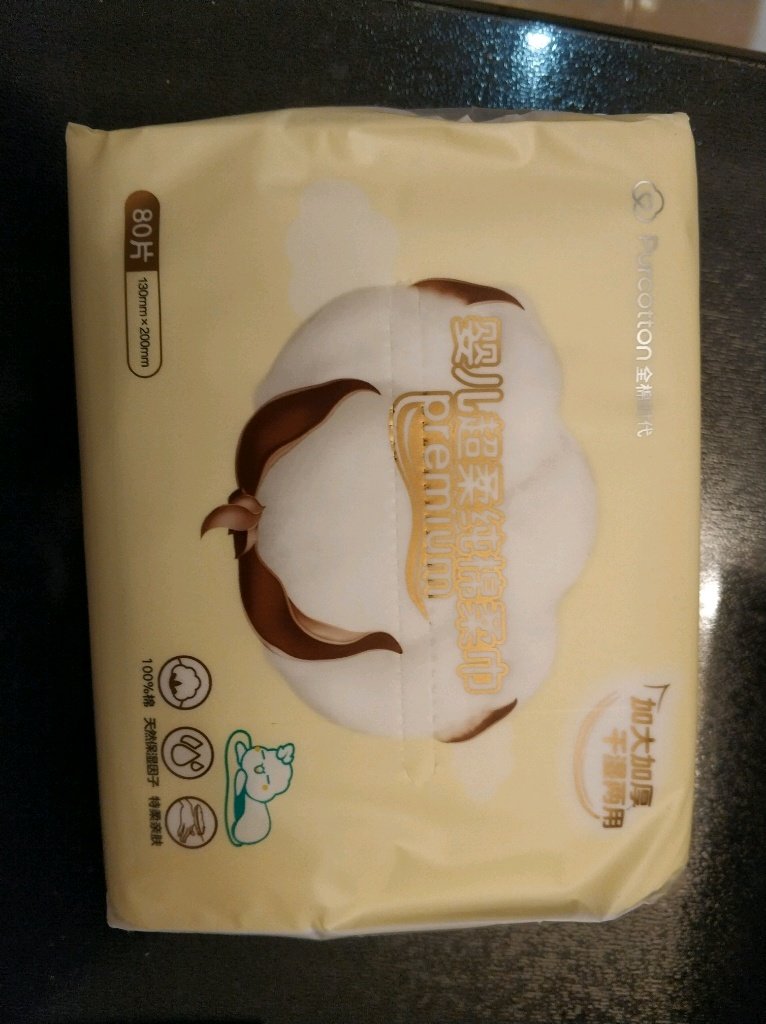 Purcotton 全棉时代
加大加厚
干湿两用
婴儿超柔纯棉柔巾
premium
80片 130mm×200mm
100%棉 天然保湿因子 特柔亲肤